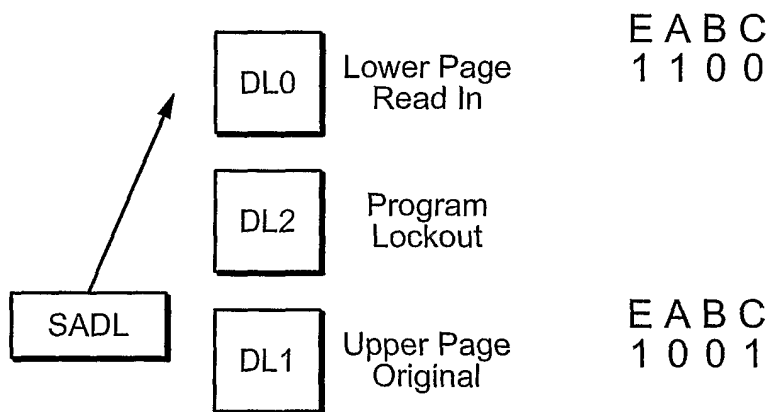 E A B C
1 1 0 0
DL0
Lower Page
Read In
DL2
Program
Lockout
SADL
DL1
Upper Page
Original
E A B C
1 0 0 1